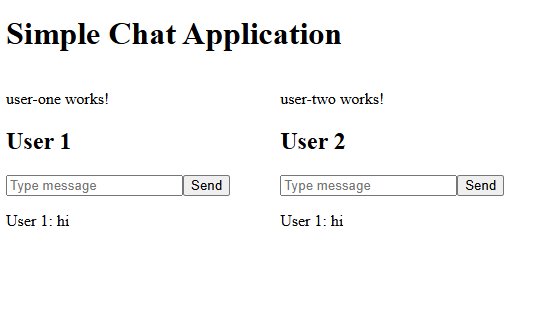 Simple Chat Application
user-one works!
User 1
Type message Send
User 1: hi
user-two works!
User 2
Type message Send
User 1: hi